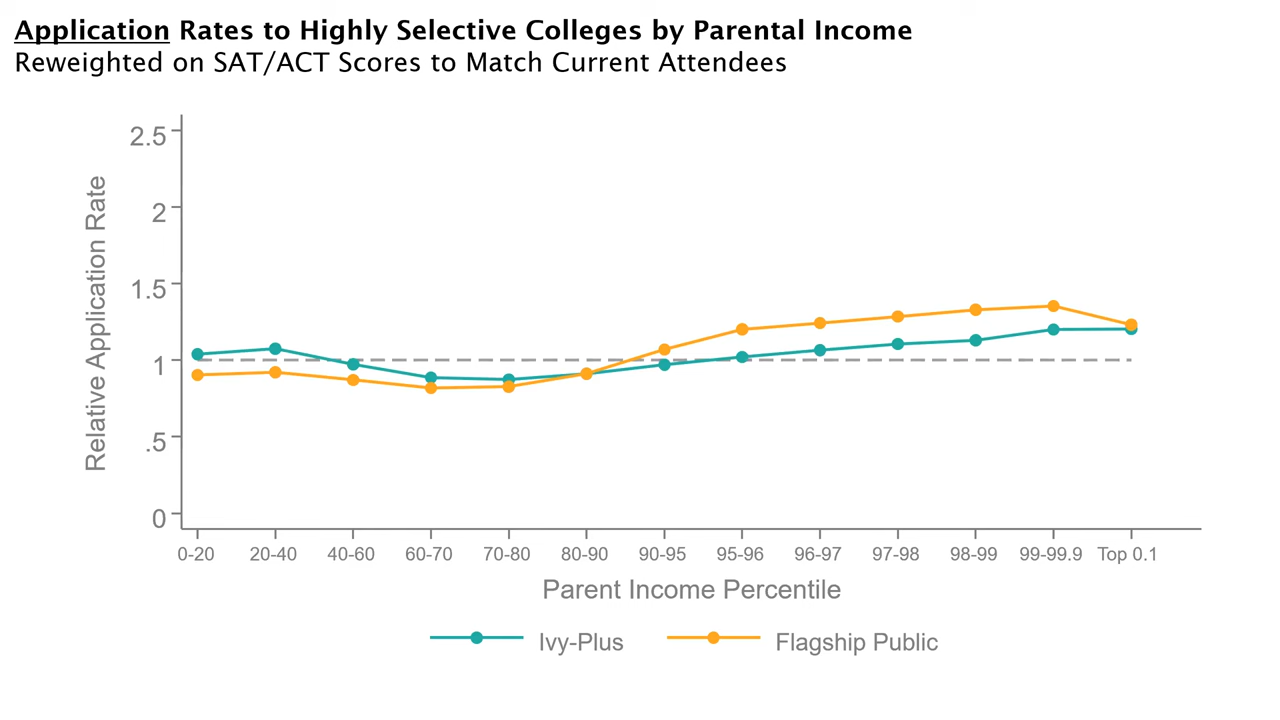 Application Rates to Highly Selective Colleges by Parental Income
Reweighted on SAT/ACT Scores to Match Current Attendees
Relative Application Rate
2.5
2
1.5
1
.5
0
0-20 20-40 40-60 60-70 70-80 80-90 90-95 95-96 96-97 97-98 98-99 99-99.9 Top 0.1
Parent Income Percentile
Ivy-Plus Flagship Public